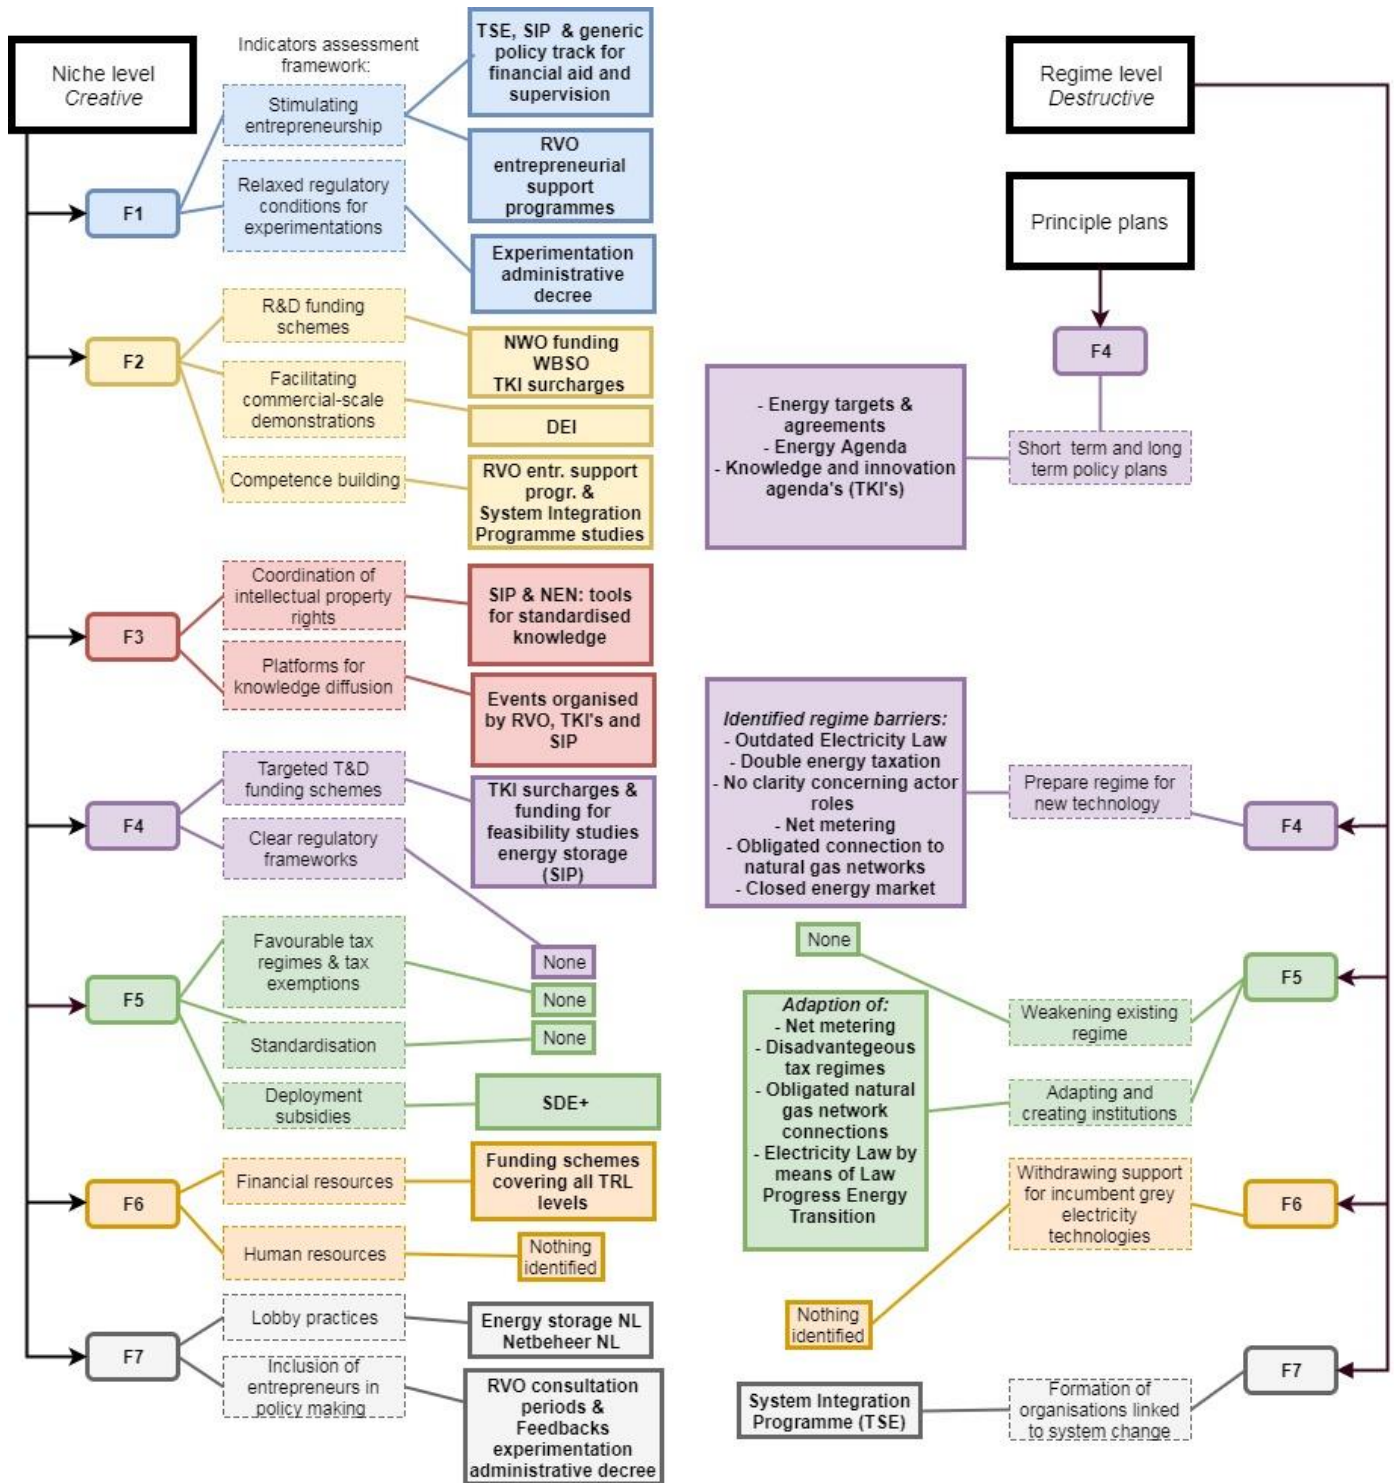 Niche level
Creative
Indicators assessment
framework:
F1
Stimulating
entrepreneurship
TSE, SIP & generic
policy track for
financial aid and
supervision
RVO
entrepreneurial
support
programmes
Relaxed regulatory
conditions for
experimentations
Experimentation
administrative
decree
F2
R&D funding
schemes
NWO funding
WBSO
TKI surcharges
Facilitating
commercial-scale
demonstrations
DEI
Competence building
RVO entr. support
progr. &
System Integration
Programme studies
F3
Coordination of
intellectual property
rights
SIP & NEN: tools
for standardised
knowledge
Platforms for
knowledge diffusion
Events organised
by RVO, TKI's and
SIP
F4
Targeted T&D
funding schemes
TKI surcharges &
funding for
feasibility studies
energy storage
(SIP)
Clear regulatory
frameworks
None
F5
Favourable tax
regimes & tax
exemptions
None
Standardisation
None
Deployment
subsidies
SDE+
F6
Financial resources
Funding schemes
covering all TRL
levels
Human resources
Nothing
identified
F7
Lobby practices
Energy storage NL
Netbeheer NL
Inclusion of
entrepreneurs in
policy making
RVO consultation
periods &
Feedbacks
experimentation
administrative decree
Regime level
Destructive
Principle plans
F4
Short term and long
term policy plans
- Energy targets &
agreements
- Energy Agenda
- Knowledge and innovation
agenda's (TKI's)
F4
Prepare regime for
new technology
Identified regime barriers:
- Outdated Electricity Law
- Double energy taxation
- No clarity concerning actor
roles
- Net metering
- Obligated connection to
natural gas networks
- Closed energy market
F5
Weakening existing
regime
None
Adapting and
creating institutions
Adaption of:
- Net metering
- Disadvantegeous
tax regimes
- Obligated natural
gas network
connections
- Electricity Law by
means of Law
Progress Energy
Transition
F6
Withdrawing support
for incumbent grey
electricity
technologies
Nothing
identified
F7
Formation of
organisations linked
to system change
System Integration
Programme (TSE)